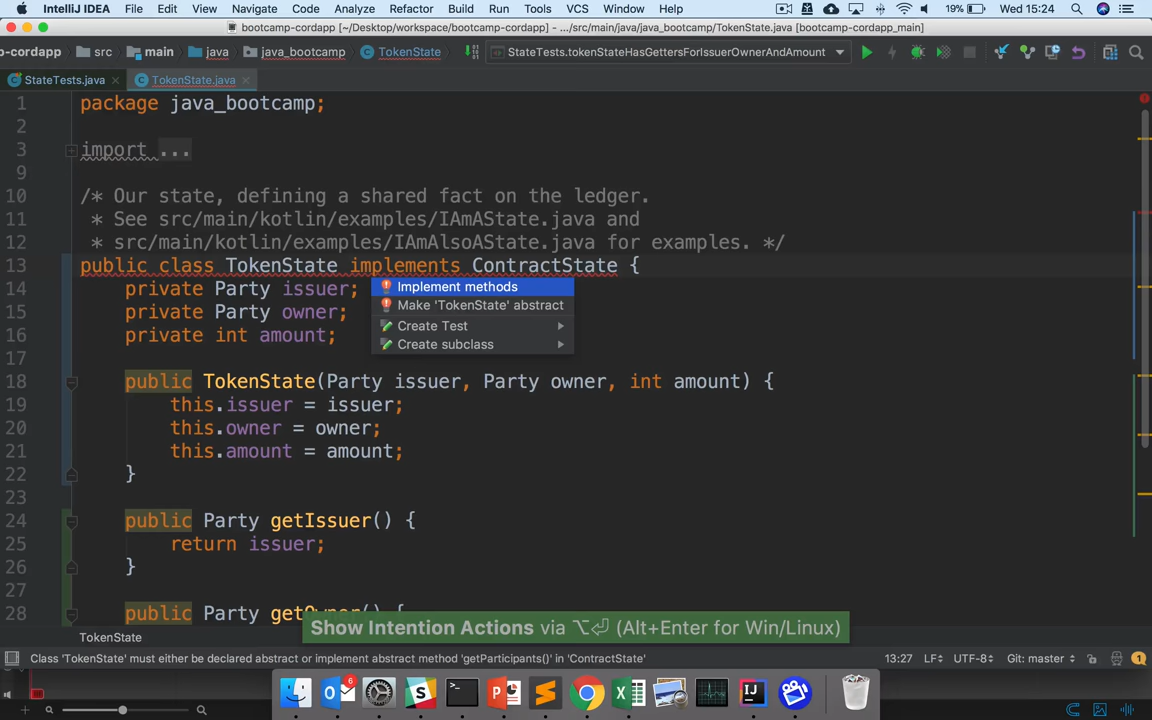 IntelliJ IDEA File Edit View Navigate Code Analyze Refactor Build Run Tools VCS Window Help 19% Wed 15:24
bootcamp-cordapp [~/Desktop/workspace/bootcamp-cordapp] - .../src/main/java/java_bootcamp/TokenState.java [bootcamp-cordapp_main]
p-cordapp src main java java_bootcamp TokenState StateTests.tokenStateHasGettersForIssuerOwnerAndAmount
StateTests.java TokenState.java
1 package java_bootcamp;
2
3 import ...
9
10 /* Our state, defining a shared fact on the ledger.
11 * See src/main/kotlin/examples/IAmAState.java and
12 * src/main/kotlin/examples/IAmAlsoAState.java for examples. */
13 public class TokenState implements ContractState {
14 private Party issuer;
Implement methods
Make 'TokenState' abstract
15 private Party owner;
Create Test
16 private int amount;
Create subclass
17
18 public TokenState(Party issuer, Party owner, int amount) {
19 this.issuer = issuer;
20 this.owner = owner;
21 this.amount = amount;
22 }
23
24 public Party getIssuer() {
25 return issuer;
26 }
27
28 public Party getOwner() {
Show Intention Actions via ⌥⏎ (Alt+Enter for Win/Linux)
TokenState
Class 'TokenState' must either be declared abstract or implement abstract method 'getParticipants()' in 'ContractState' 13:27 LF UTF-8 Git: master 1
6